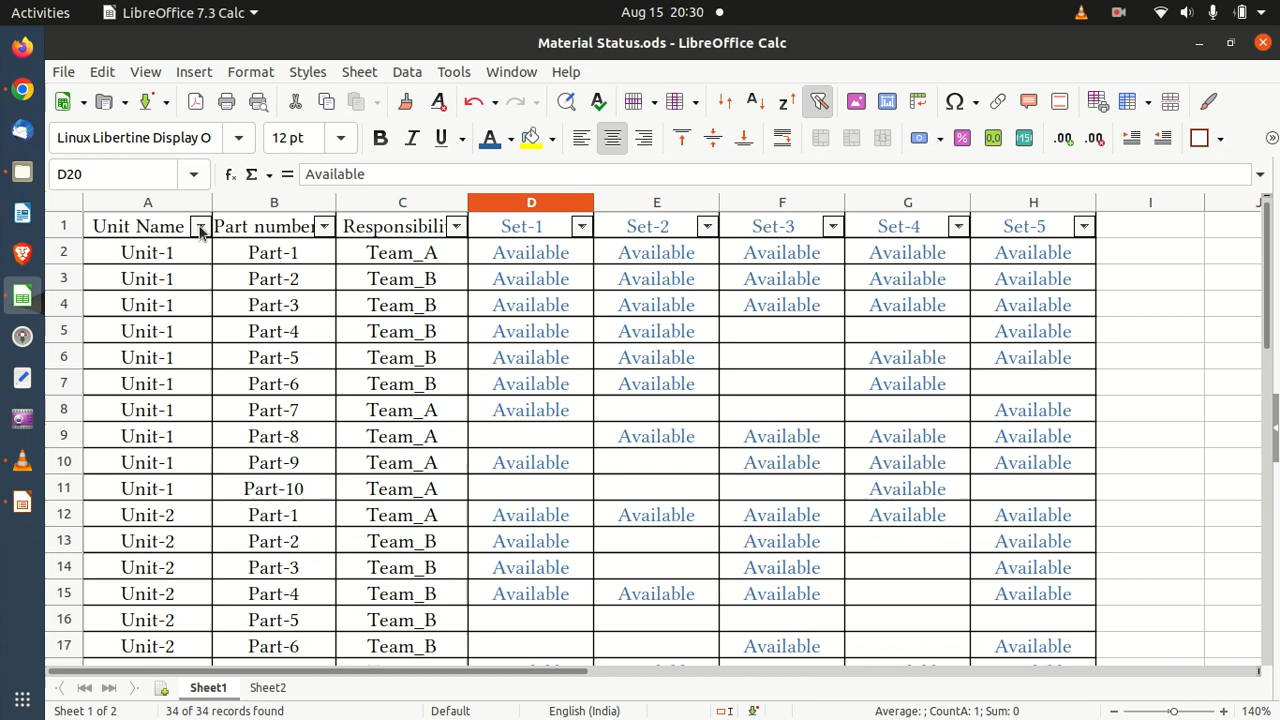 Activities LibreOffice 7.3 Calc Aug 15 20:30
Material Status.ods - LibreOffice Calc
File Edit View Insert Format Styles Sheet Data Tools Window Help
Linux Libertine Display O 12 pt
D20 Available
A B C D E F G H I
1 Unit Name Part number Responsibili Set-1 Set-2 Set-3 Set-4 Set-5
2 Unit-1 Part-1 Team_A Available Available Available Available Available
3 Unit-1 Part-2 Team_B Available Available Available Available Available
4 Unit-1 Part-3 Team_B Available Available Available Available Available
5 Unit-1 Part-4 Team_B Available Available Available
6 Unit-1 Part-5 Team_B Available Available Available Available
7 Unit-1 Part-6 Team_B Available Available Available
8 Unit-1 Part-7 Team_A Available Available
9 Unit-1 Part-8 Team_A Available Available Available Available
10 Unit-1 Part-9 Team_A Available Available Available Available
11 Unit-1 Part-10 Team_A Available
12 Unit-2 Part-1 Team_A Available Available Available Available Available
13 Unit-2 Part-2 Team_B Available Available Available
14 Unit-2 Part-3 Team_B Available Available Available
15 Unit-2 Part-4 Team_B Available Available Available Available
16 Unit-2 Part-5 Team_B
17 Unit-2 Part-6 Team_B Available Available
Sheet1 Sheet2
Sheet 1 of 2 34 of 34 records found Default English (India) Average: ; CountA: 1; Sum: 0 140%